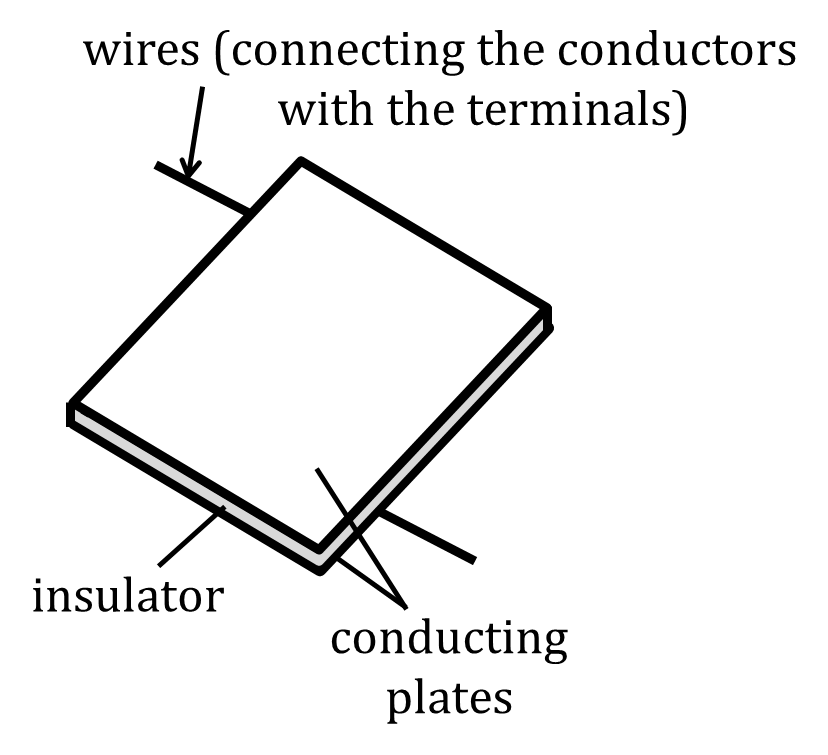 wires (connecting the conductors
with the terminals)
insulator
conducting
plates